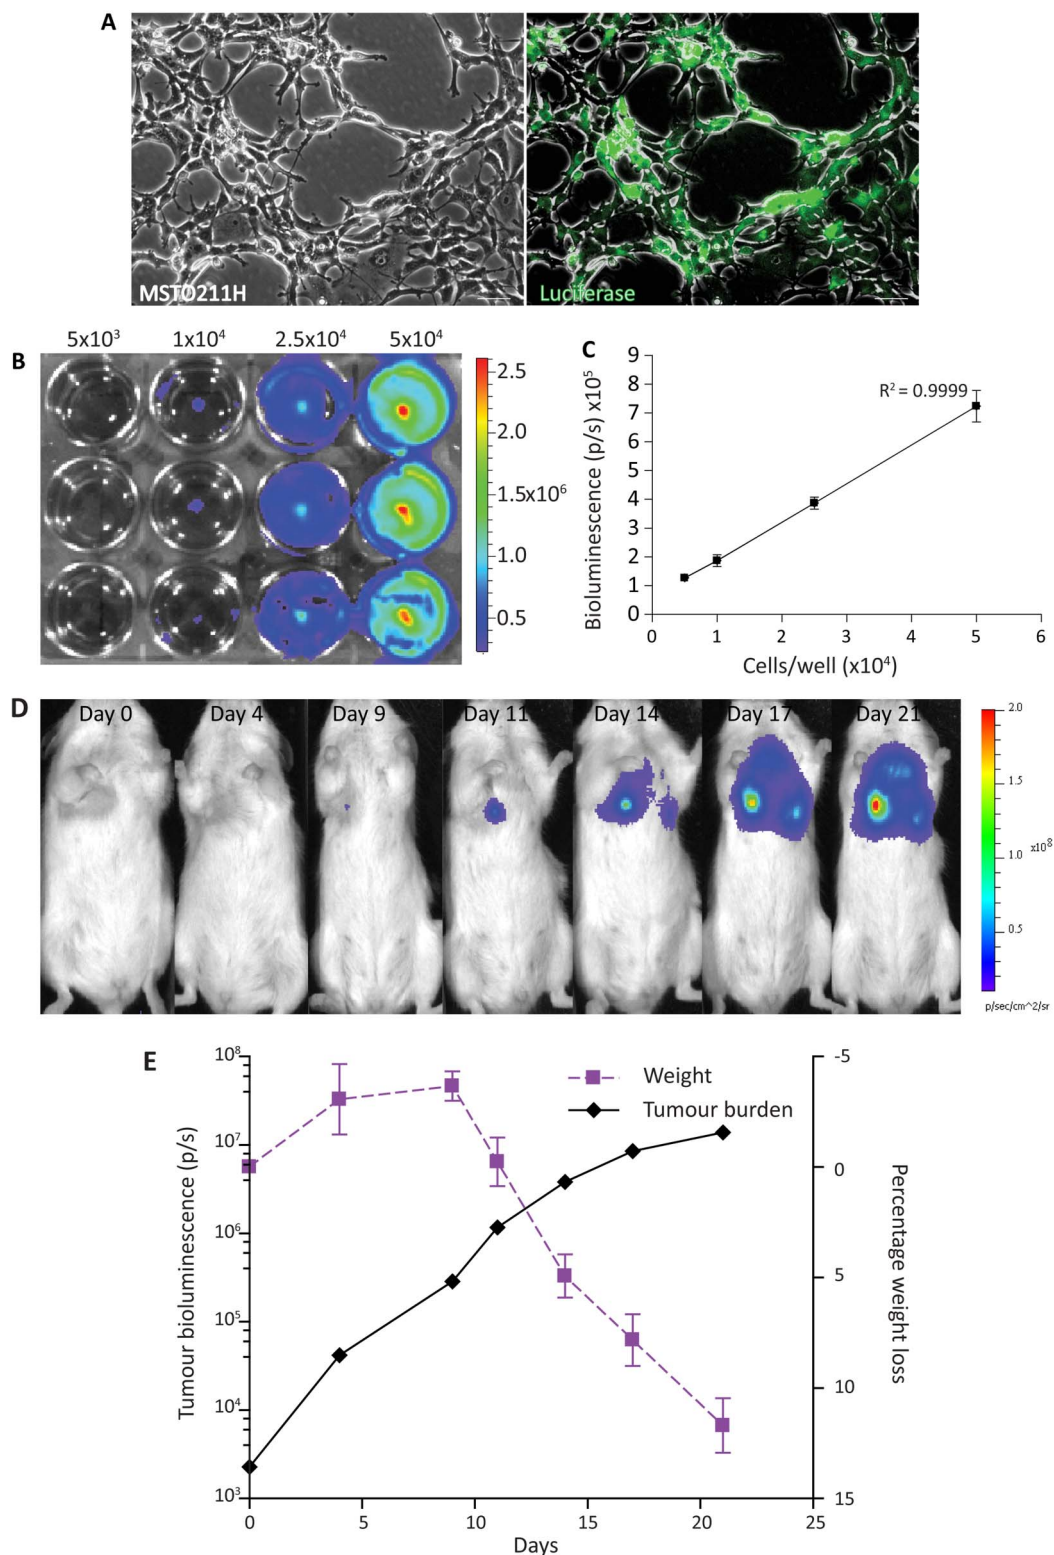 A
MSTO211H
Luciferase
B
5x10³
1x10⁴
2.5x10⁴
5x10⁴
2.5
2.0
1.5x10⁶
1.0
0.5
C
Bioluminescence (p/s) x10⁵
9
8
7
6
5
4
3
2
1
0
R² = 0.9999
0
1
2
3
4
5
6
Cells/well (x10⁴)
D
Day 0
Day 4
Day 9
Day 11
Day 14
Day 17
Day 21
2.0
1.5
x10⁸
1.0
0.5
p/sec/cm^2/sr
E
Tumour bioluminescence (p/s)
10⁸
10⁷
10⁶
10⁵
10⁴
10³
Weight
Tumour burden
-5
0
5
10
15
Percentage weight loss
0
5
10
15
20
25
Days